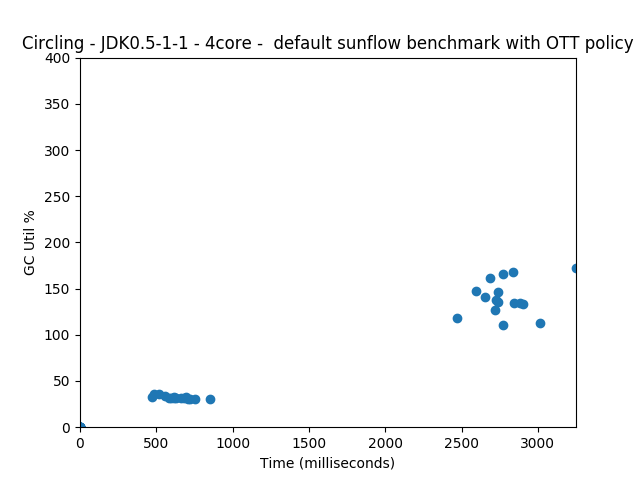 Circling - JDK0.5-1-1 - 4core -  default sunflow benchmark with OTT policy
400
350
300
250
200
150
100
50
0
GC Util %
0 500 1000 1500 2000 2500 3000
Time (milliseconds)